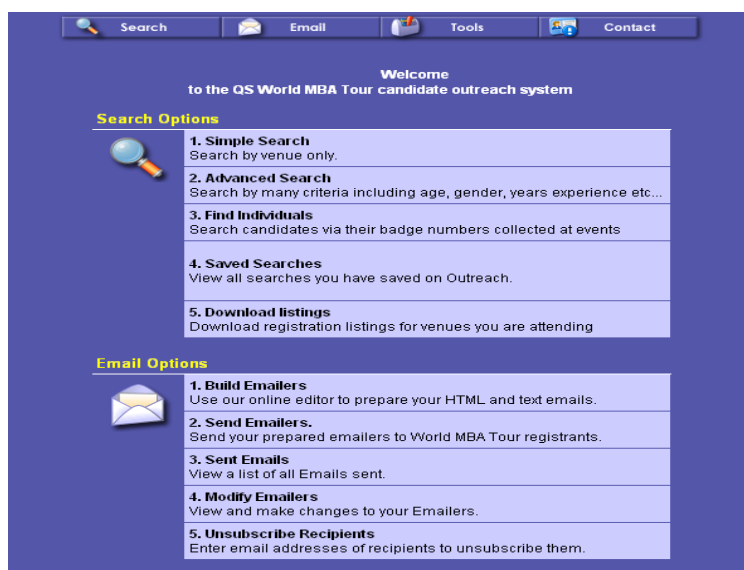 Search Email Tools Contact
Welcome
to the QS World MBA Tour candidate outreach system
Search Options
1. Simple Search
Search by venue only.
2. Advanced Search
Search by many criteria including age, gender, years experience etc...
3. Find Individuals
Search candidates via their badge numbers collected at events
4. Saved Searches
View all searches you have saved on Outreach.
5. Download listings
Download registration listings for venues you are attending
Email Options
1. Build Emailers
Use our online editor to prepare your HTML and text emails.
2. Send Emailers.
Send your prepared emailers to World MBA Tour registrants.
3. Sent Emails
View a list of all Emails sent.
4. Modify Emailers
View and make changes to your Emailers.
5. Unsubscribe Recipients
Enter email addresses of recipients to unsubscribe them.